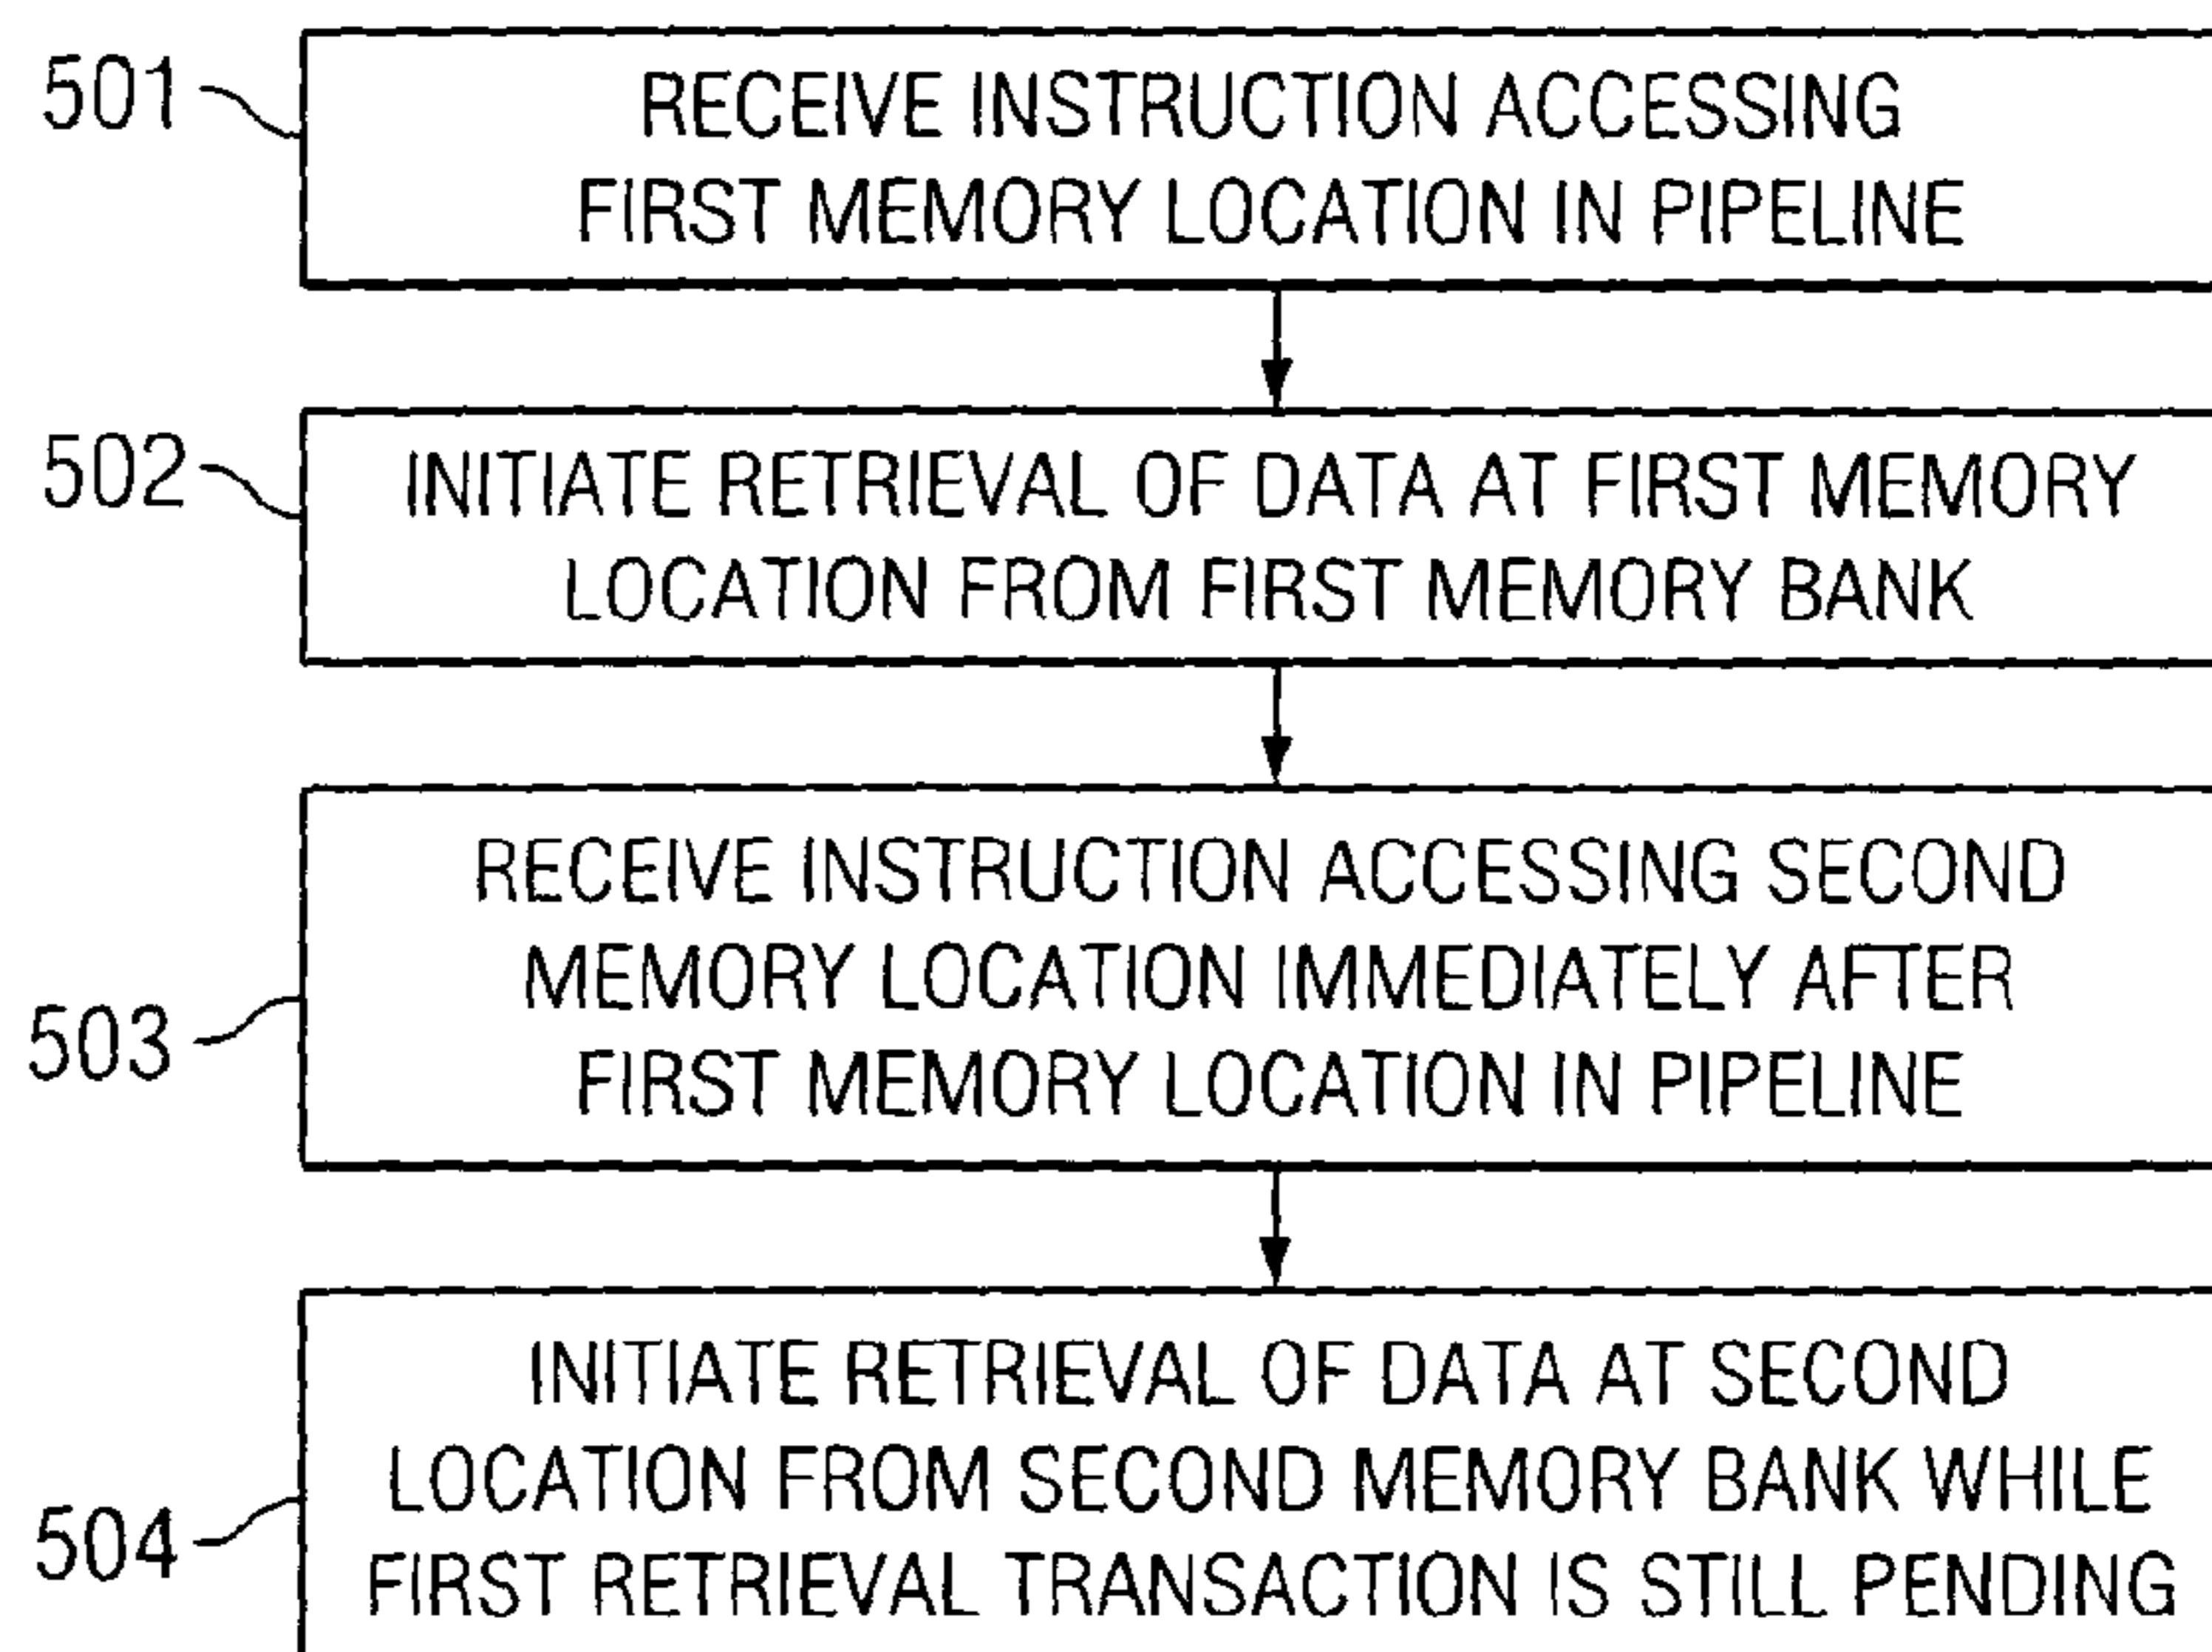 501
RECEIVE INSTRUCTION ACCESSING
FIRST MEMORY LOCATION IN PIPELINE
502
INITIATE RETRIEVAL OF DATA AT FIRST MEMORY
LOCATION FROM FIRST MEMORY BANK
503
RECEIVE INSTRUCTION ACCESSING SECOND
MEMORY LOCATION IMMEDIATELY AFTER
FIRST MEMORY LOCATION IN PIPELINE
504
INITIATE RETRIEVAL OF DATA AT SECOND
LOCATION FROM SECOND MEMORY BANK WHILE
FIRST RETRIEVAL TRANSACTION IS STILL PENDING